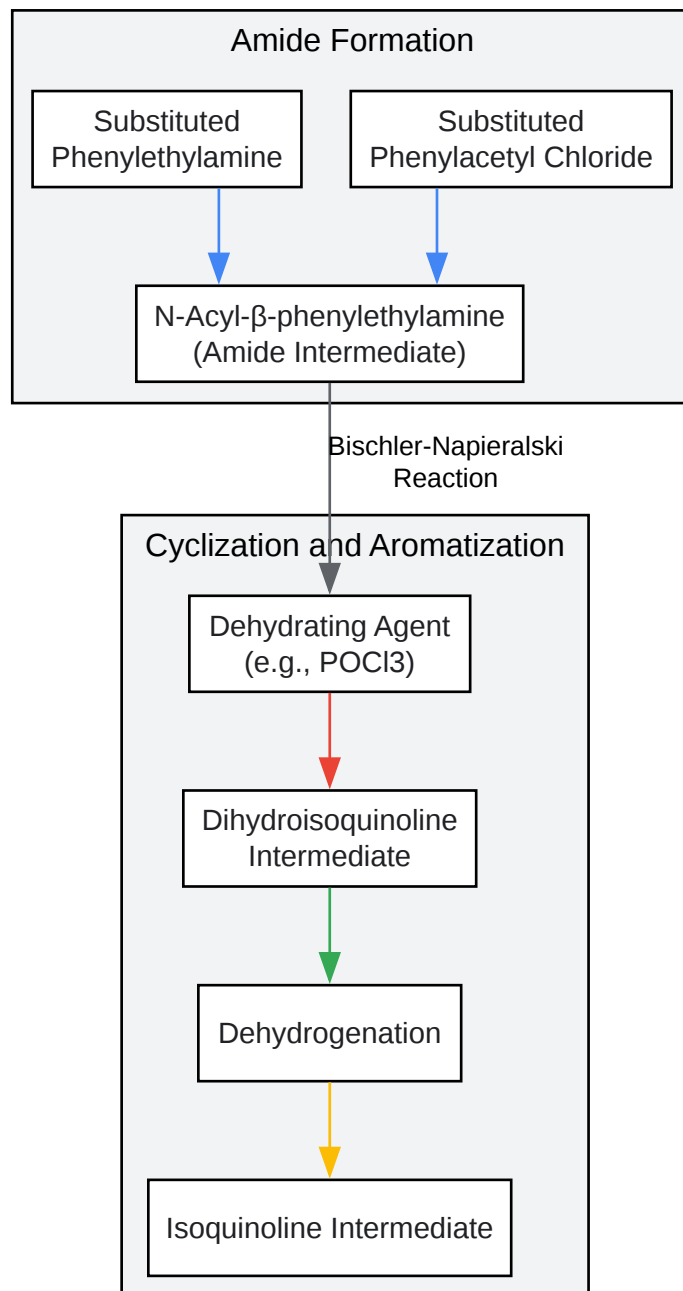 Amide Formation
Substituted
Phenylethylamine
Substituted
Phenylacetyl Chloride
N-Acyl-β-phenylethylamine
(Amide Intermediate)
Bischler-Napieralski
Reaction
Cyclization and Aromatization
Dehydrating Agent
(e.g., POCl3)
Dihydroisoquinoline
Intermediate
Dehydrogenation
Isoquinoline Intermediate